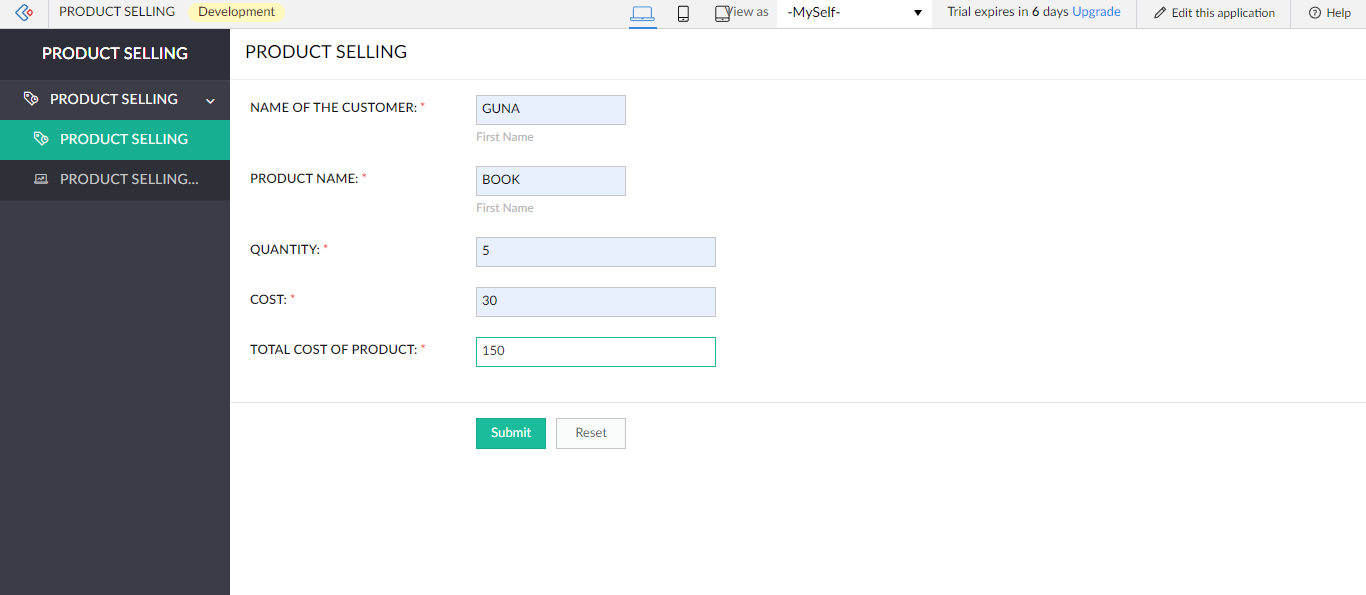 PRODUCT SELLING Development View as -MySelf- Trial expires in 6 days Upgrade Edit this application Help
PRODUCT SELLING
PRODUCT SELLING
PRODUCT SELLING
PRODUCT SELLING...
PRODUCT SELLING
NAME OF THE CUSTOMER: * GUNA
First Name
PRODUCT NAME: * BOOK
First Name
QUANTITY: * 5
COST: * 30
TOTAL COST OF PRODUCT: * 150
Submit Reset